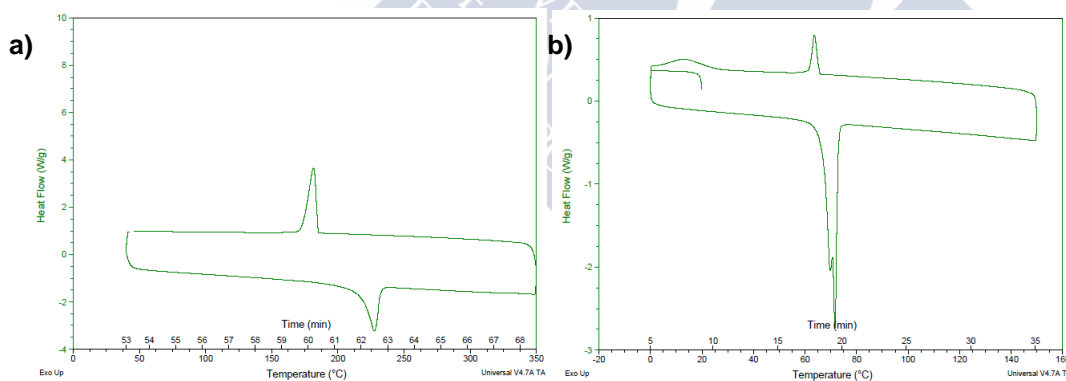 a)
Heat Flow (W/g)
10
8
6
4
2
0
-2
-4
Time (min)
53 54 55 56 57 58 59 60 61 62 63 64 65 66 67 68
0 50 100 150 200 250 300 350
Exo Up
Temperature (°C)
Universal V4.7A TA
b)
Heat Flow (W/g)
1
0
-1
-2
-3
Time (min)
5 10 15 20 25 30 35
-20 0 20 40 60 80 100 120 140 160
Exo Up
Temperature (°C)
Universal V4.7A T